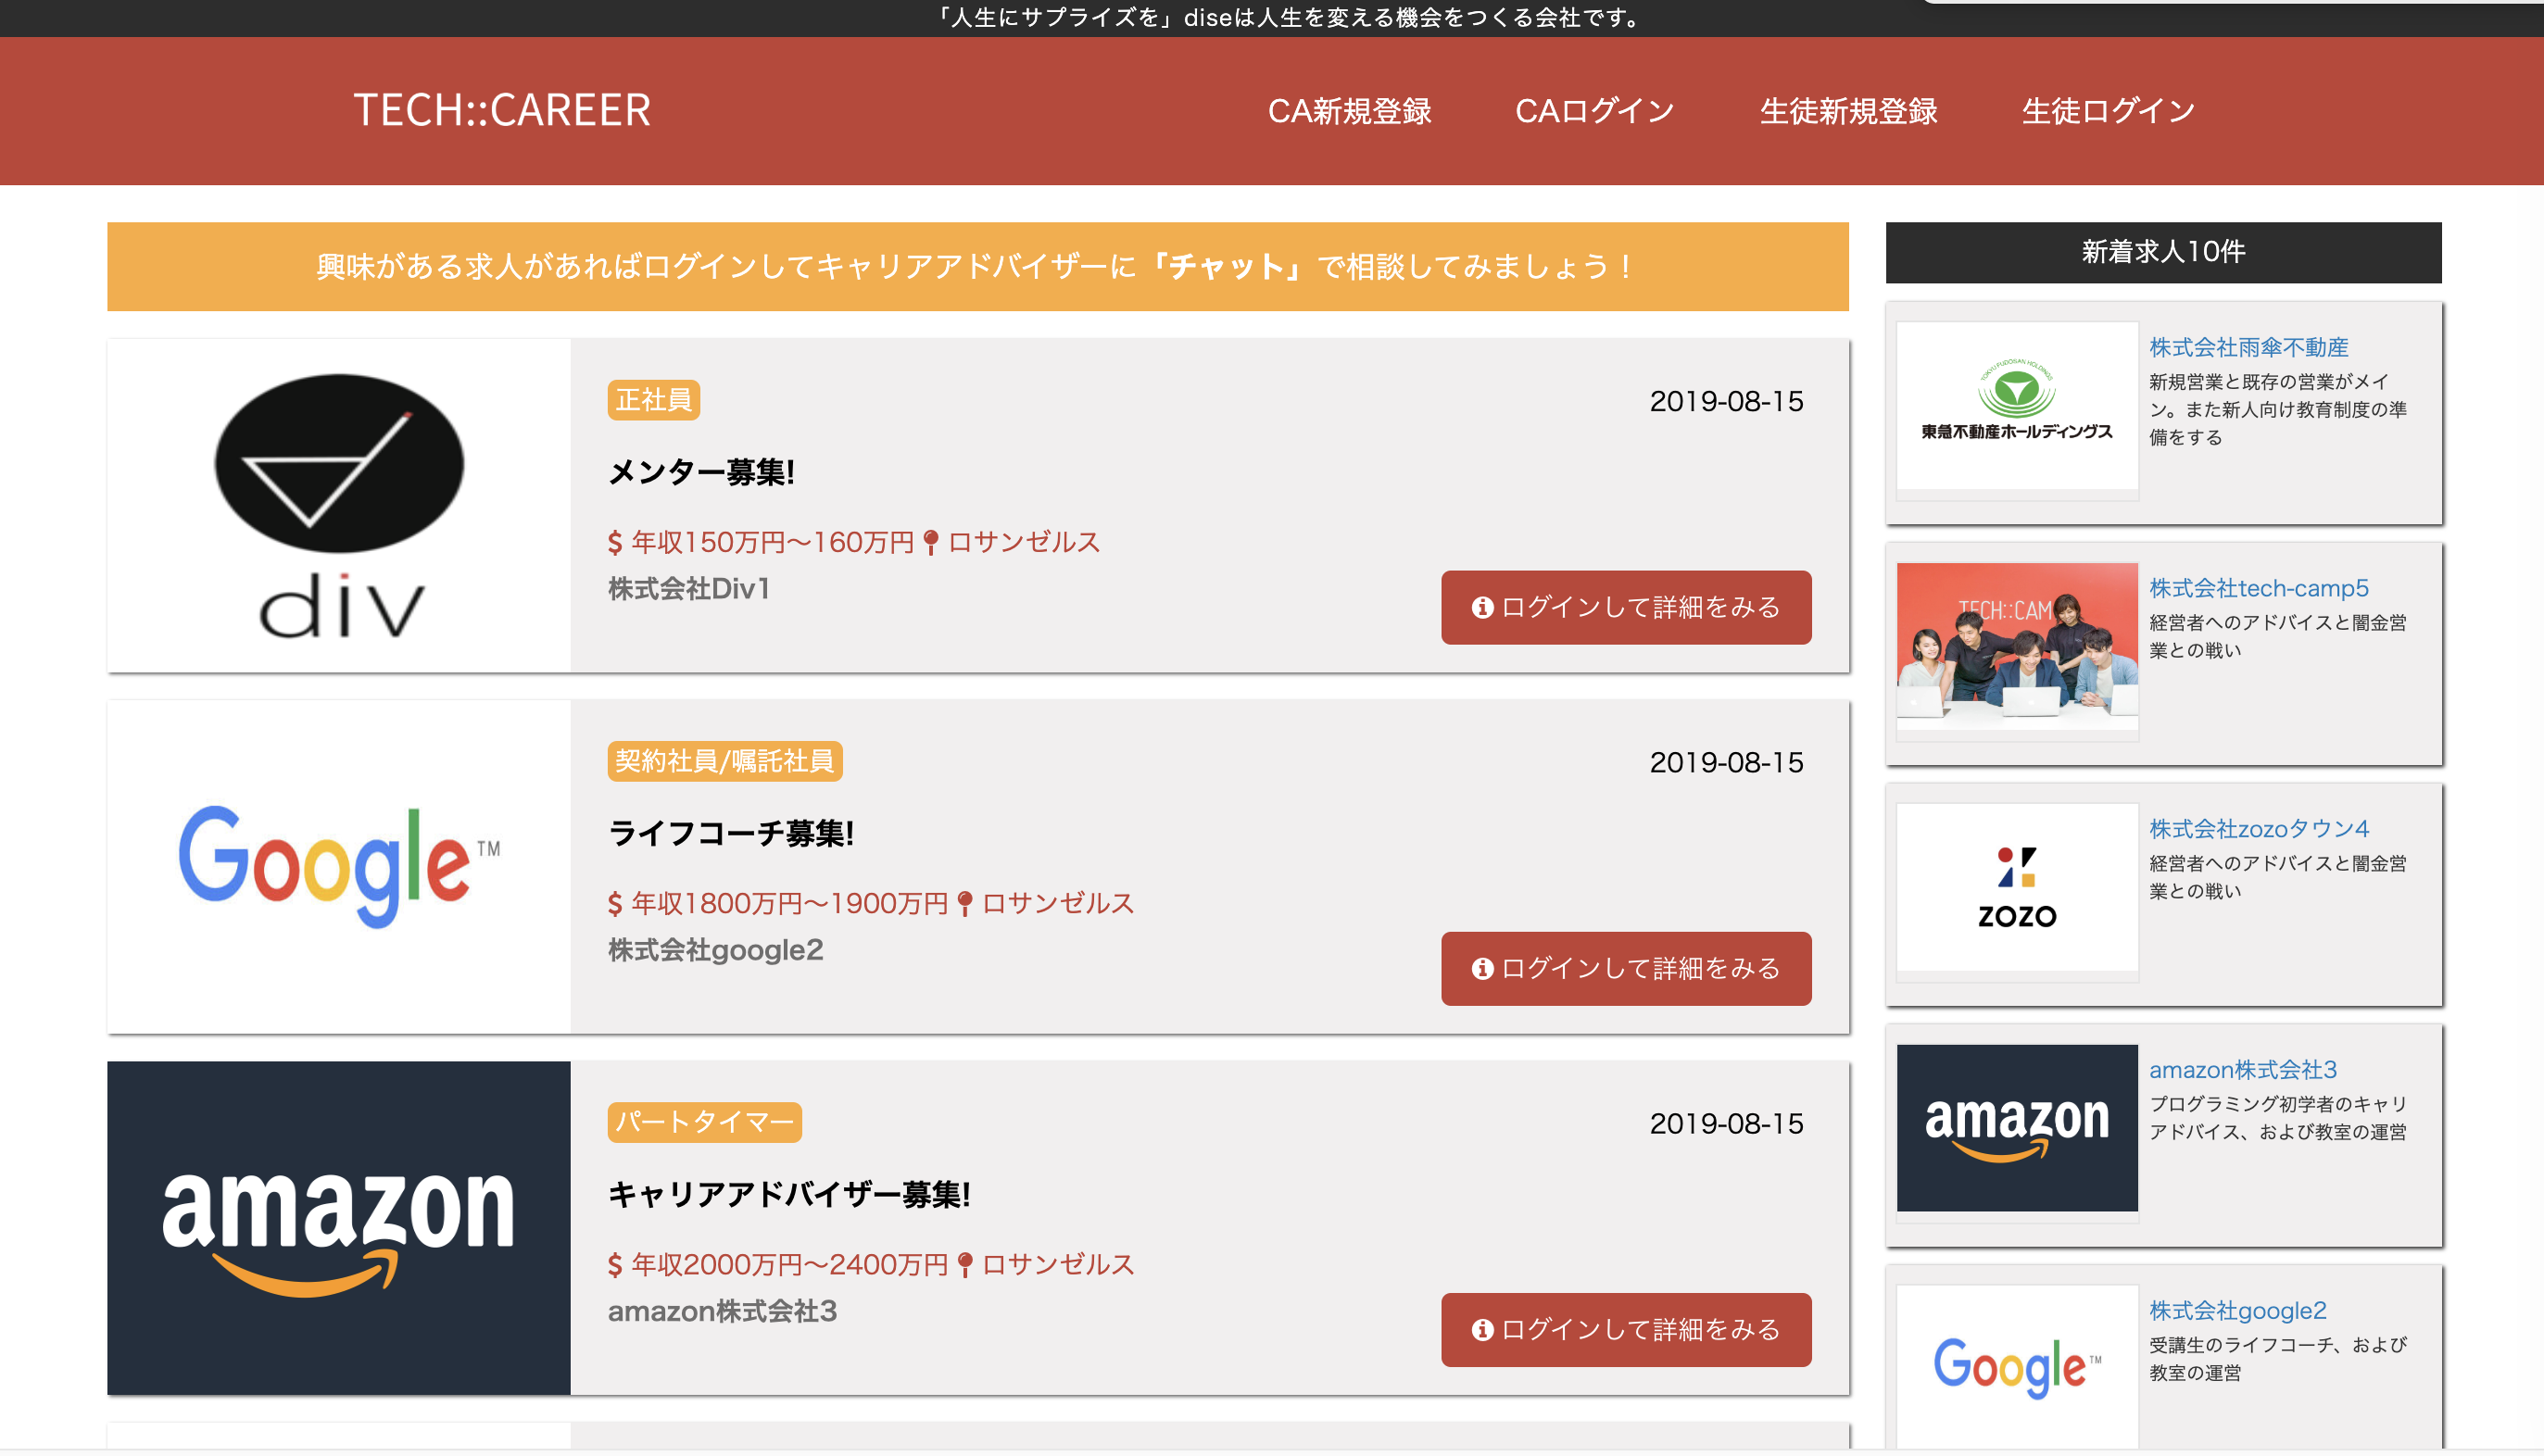 「人生にサプライズを」diseは人生を変える機会をつくる会社です。
TECH::CAREER
CA新規登録
CAログイン
生徒新規登録
生徒ログイン
興味がある求人があればログインしてキャリアアドバイザーに「チャット」で相談してみましょう！
div
正社員
2019-08-15
メンター募集!
年収150万円〜160万円 ロサンゼルス
株式会社Div1
ログインして詳細をみる
Google™
契約社員/嘱託社員
2019-08-15
ライフコーチ募集!
年収1800万円〜1900万円 ロサンゼルス
株式会社google2
ログインして詳細をみる
amazon
パートタイマー
2019-08-15
キャリアアドバイザー募集!
年収2000万円〜2400万円 ロサンゼルス
amazon株式会社3
ログインして詳細をみる
新着求人10件
TOKYU FUDOSAN HOLDINGS
東急不動産ホールディングス
株式会社雨傘不動産
新規営業と既存の営業がメイ
ン。また新人向け教育制度の準
備をする
TECH::CAM
株式会社tech-camp5
経営者へのアドバイスと闇金営
業との戦い
ZOZO
株式会社zozoタウン4
経営者へのアドバイスと闇金営
業との戦い
amazon
amazon株式会社3
プログラミング初学者のキャリ
アドバイス、および教室の運営
Google™
株式会社google2
受講生のライフコーチ、および
教室の運営